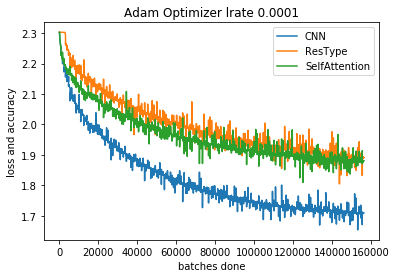 Adam Optimizer lrate 0.0001
CNN
ResType
SelfAttention
loss and accuracy
2.3
2.2
2.1
2.0
1.9
1.8
1.7
0 20000 40000 60000 80000 100000 120000 140000 160000
batches done